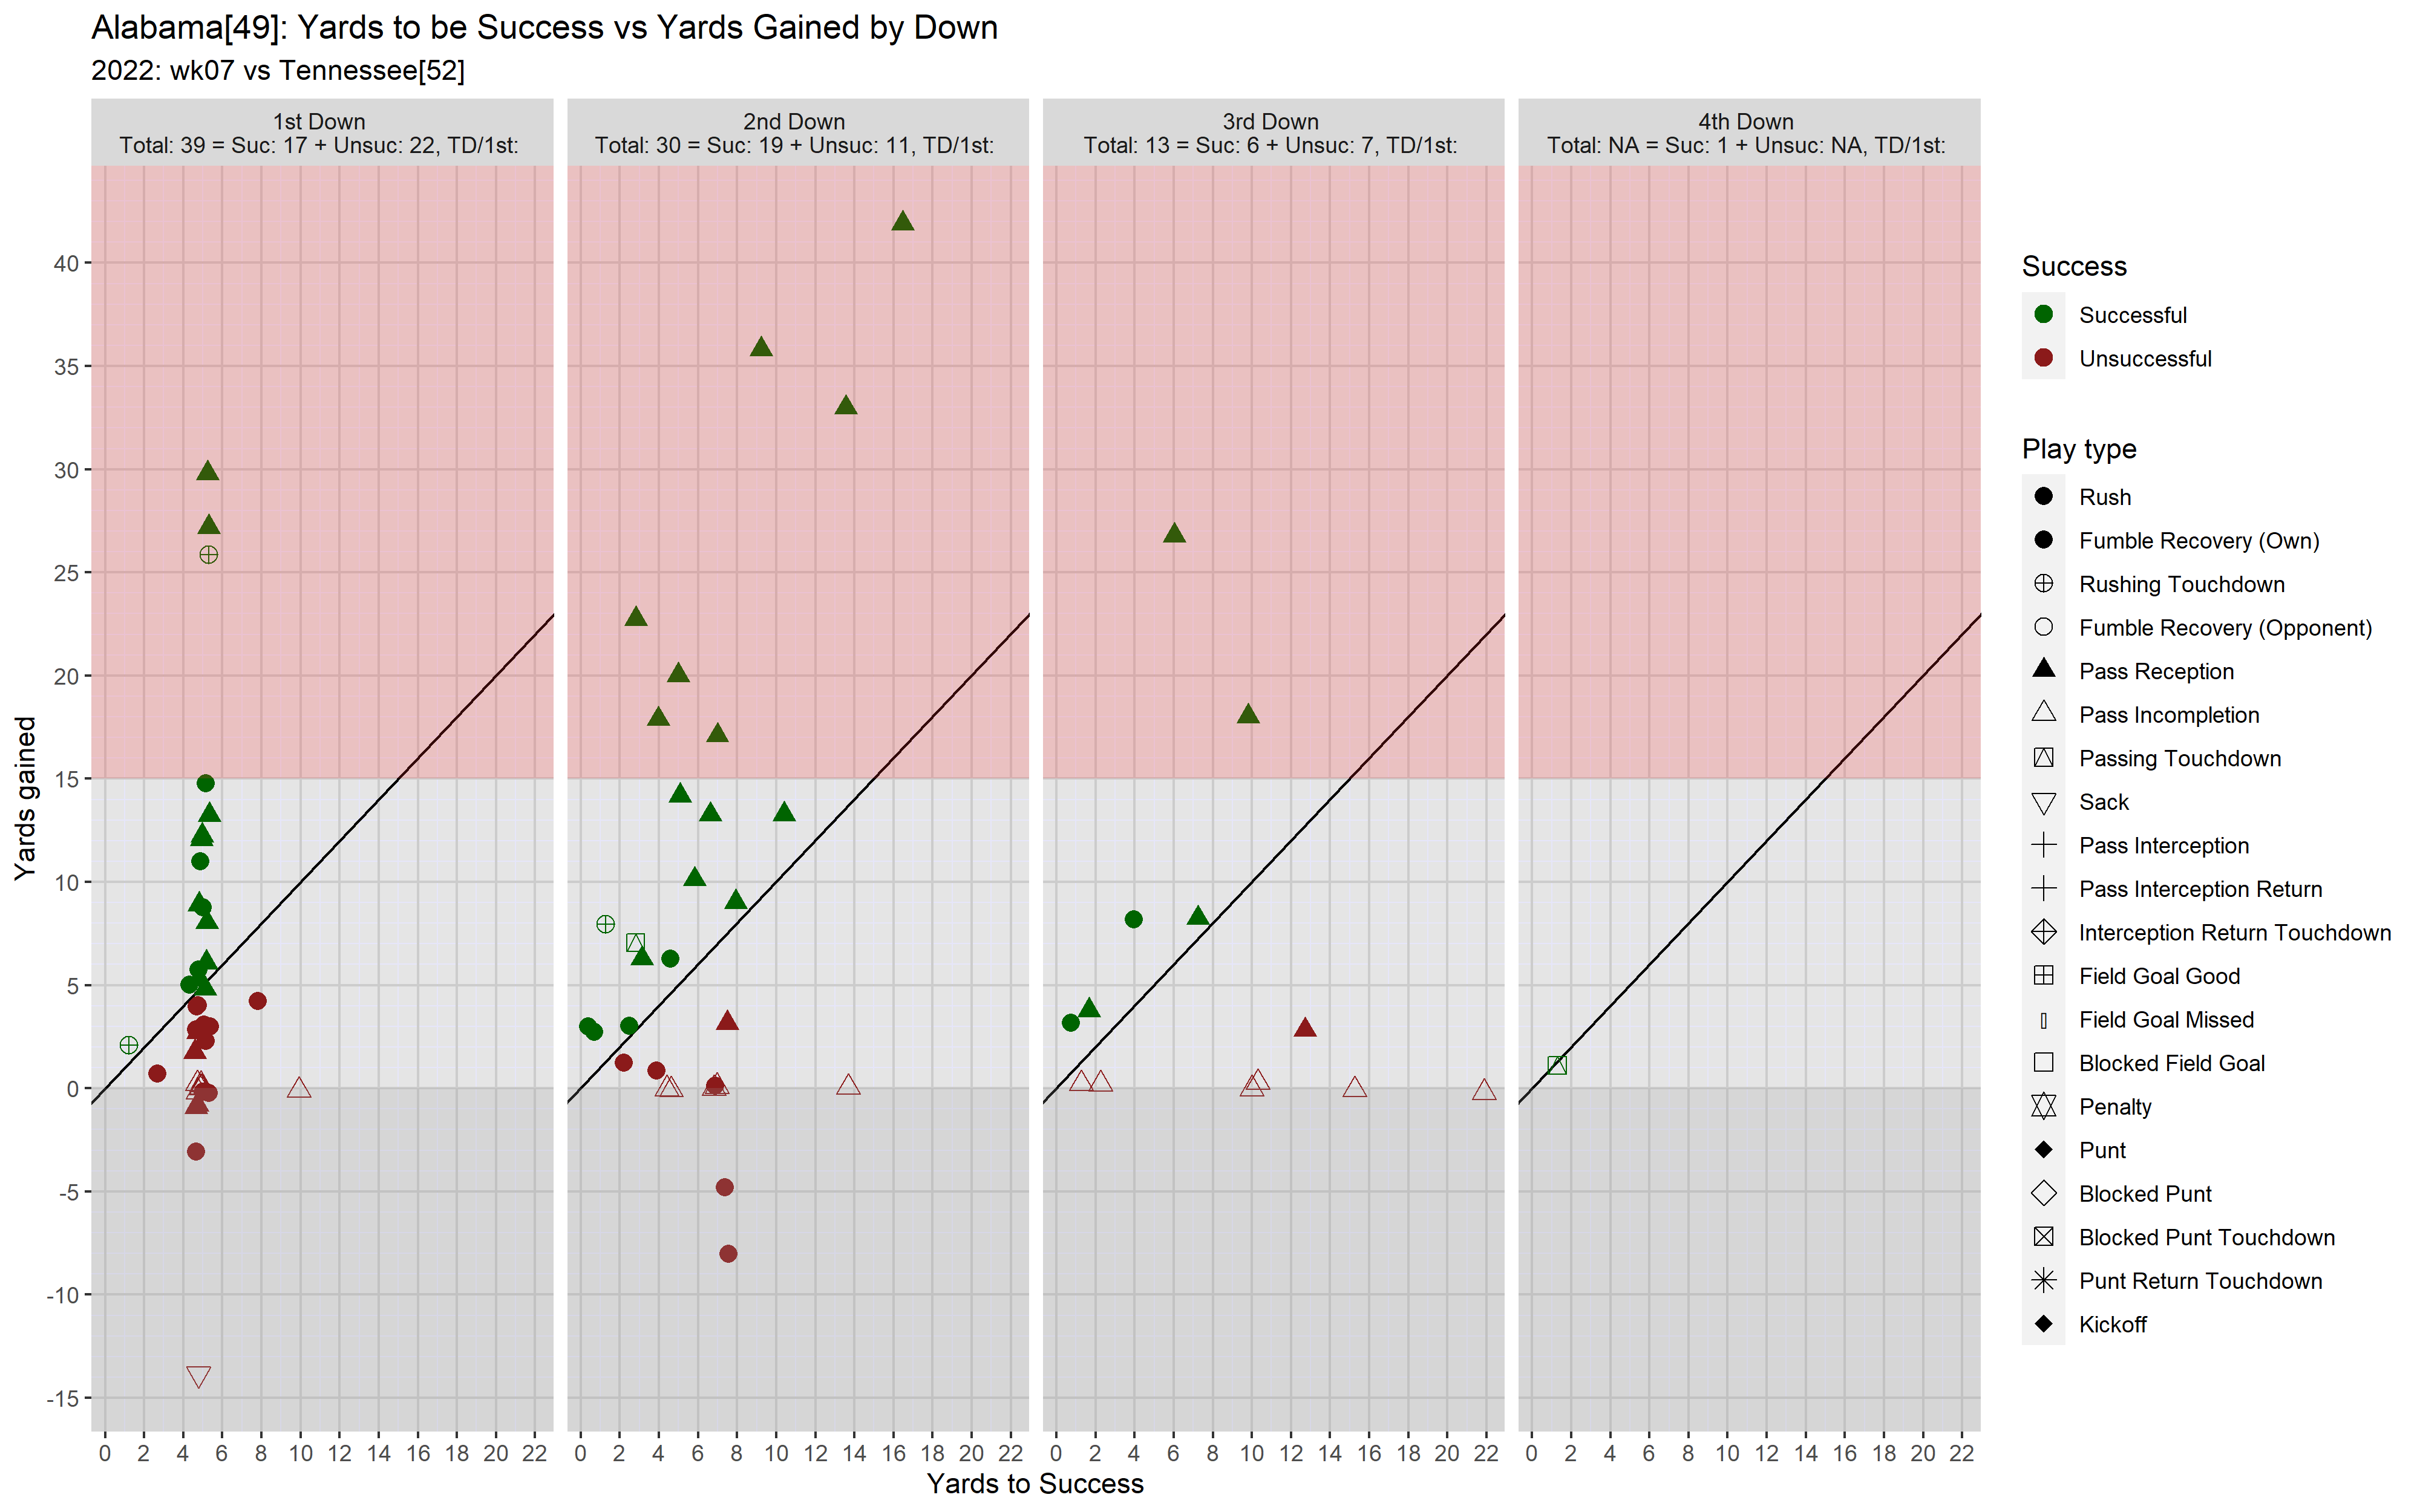 Alabama[49]: Yards to be Success vs Yards Gained by Down
2022: wk07 vs Tennessee[52]
1st Down
Total: 39 = Suc: 17 + Unsuc: 22, TD/1st:
2nd Down
Total: 30 = Suc: 19 + Unsuc: 11, TD/1st:
3rd Down
Total: 13 = Suc: 6 + Unsuc: 7, TD/1st:
4th Down
Total: NA = Suc: 1 + Unsuc: NA, TD/1st:
Yards gained
40
35
30
25
20
15
10
5
0
-5
-10
-15
0 2 4 6 8 10 12 14 16 18 20 22
0 2 4 6 8 10 12 14 16 18 20 22
0 2 4 6 8 10 12 14 16 18 20 22
0 2 4 6 8 10 12 14 16 18 20 22
Yards to Success
Success
Successful
Unsuccessful
Play type
Rush
Fumble Recovery (Own)
Rushing Touchdown
Fumble Recovery (Opponent)
Pass Reception
Pass Incompletion
Passing Touchdown
Sack
Pass Interception
Pass Interception Return
Interception Return Touchdown
Field Goal Good
Field Goal Missed
Blocked Field Goal
Penalty
Punt
Blocked Punt
Blocked Punt Touchdown
Punt Return Touchdown
Kickoff